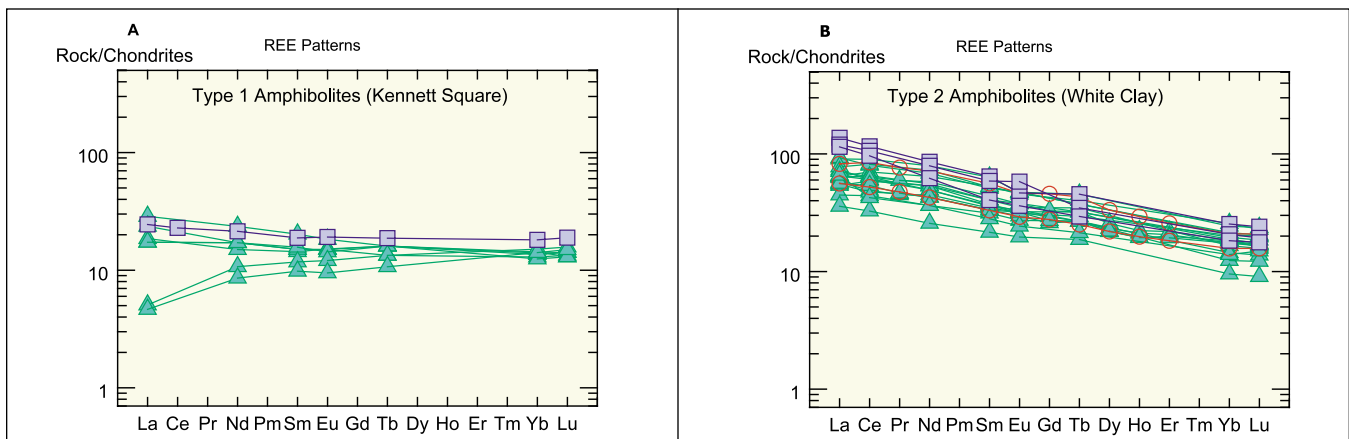 A
REE Patterns
Rock/Chondrites
Type 1 Amphibolites (Kennett Square)
100
10
1
La Ce Pr Nd Pm Sm Eu Gd Tb Dy Ho Er Tm Yb Lu
B
REE Patterns
Rock/Chondrites
Type 2 Amphibolites (White Clay)
100
10
1
La Ce Pr Nd Pm Sm Eu Gd Tb Dy Ho Er Tm Yb Lu